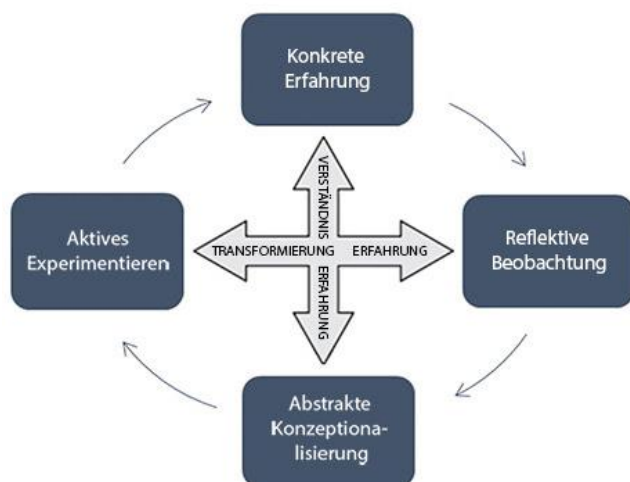 Konkrete
Erfahrung
VERSTÄNDNIS
Aktives
Experimentieren
TRANSFORMIERUNG ERFAHRUNG
Reflektive
Beobachtung
ERFAHRUNG
Abstrakte
Konzeptiona-
lisierung